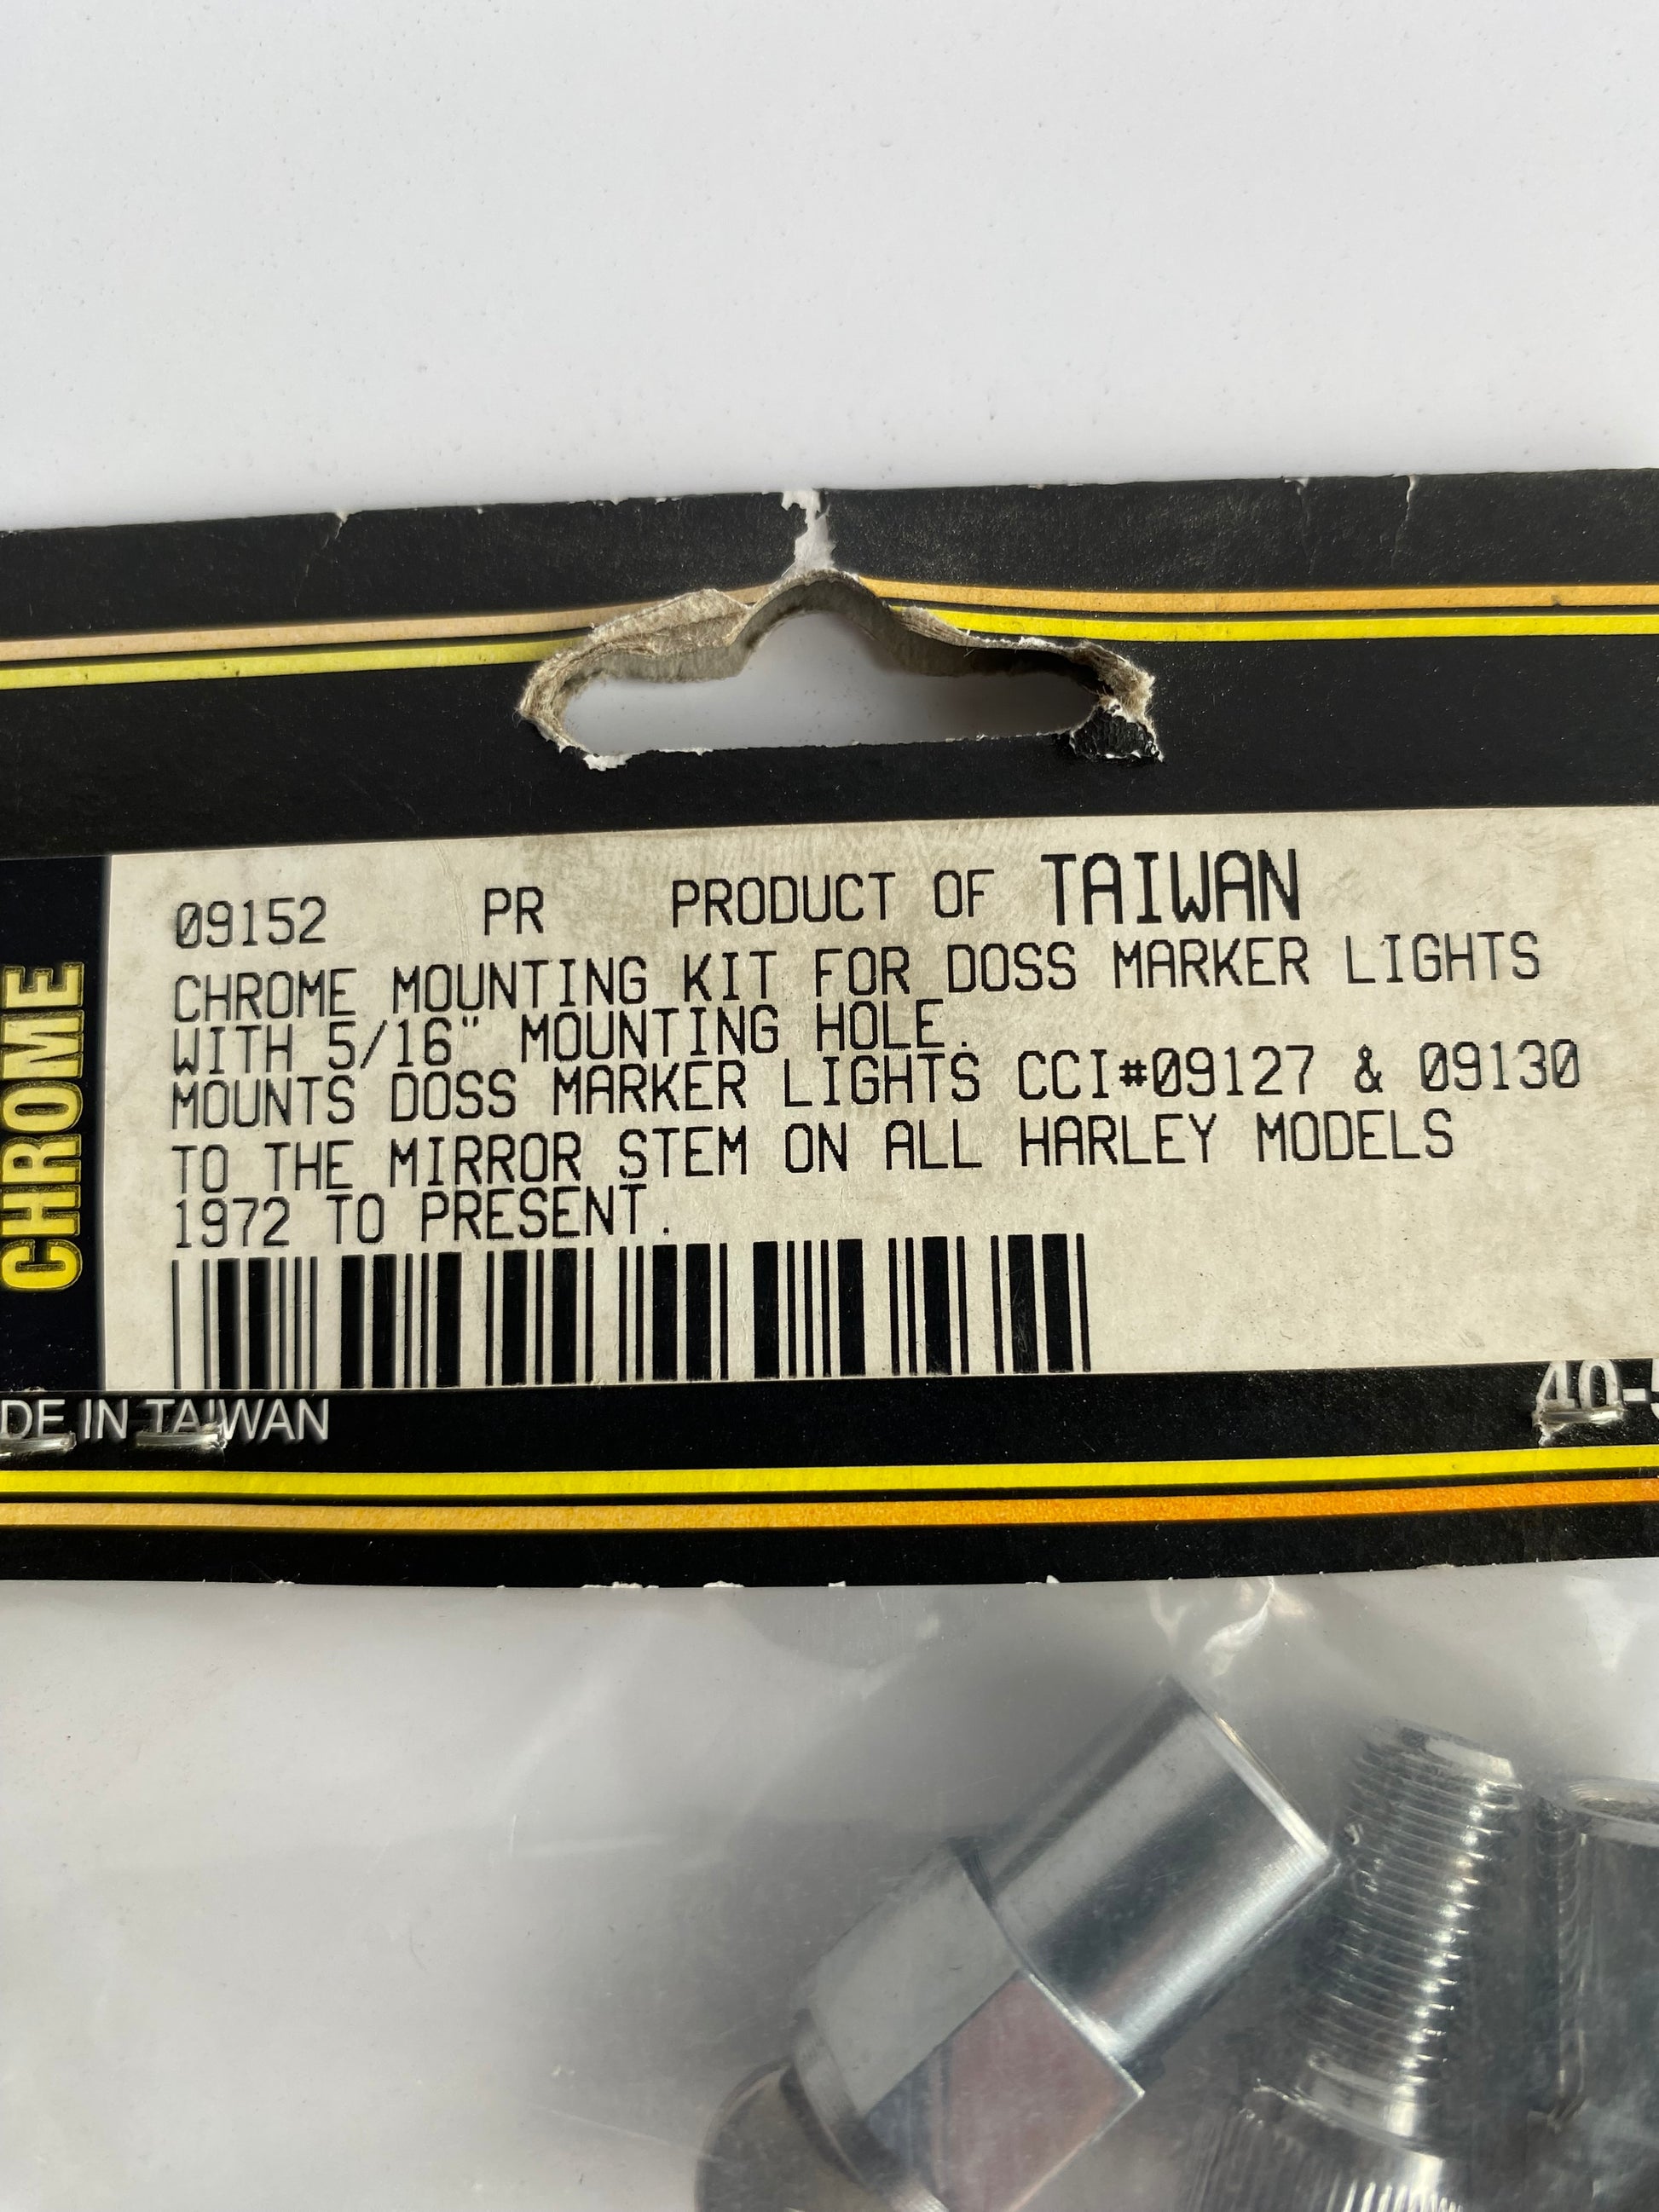 09152 PR PRODUCT OF TAIWAN
CHROME MOUNTING KIT FOR DOSS MARKER LIGHTS
WITH 5/16" MOUNTING HOLE.
MOUNTS DOSS MARKER LIGHTS CCI#09127 & 09130
TO THE MIRROR STEM ON ALL HARLEY MODELS
1972 TO PRESENT.
CHROME
DE IN TAIWAN
40-5